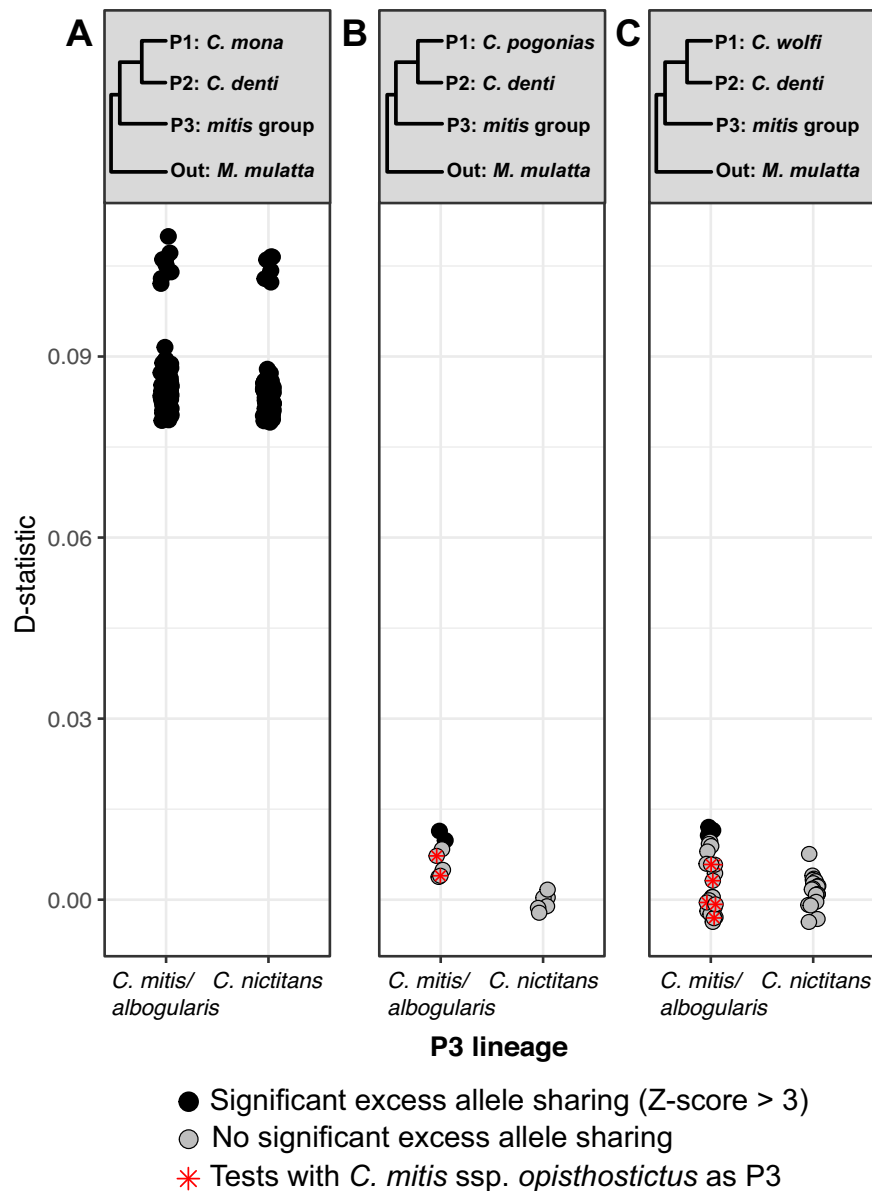 A
P1: C. mona
P2: C. denti
P3: mitis group
Out: M. mulatta
B
P1: C. pogonias
P2: C. denti
P3: mitis group
Out: M. mulatta
C
P1: C. wolfi
P2: C. denti
P3: mitis group
Out: M. mulatta
D-statistic
0.09
0.06
0.03
0.00
C. mitis/
albogularis
C. nictitans
C. mitis/
albogularis
C. nictitans
C. mitis/
albogularis
C. nictitans
P3 lineage
Significant excess allele sharing (Z-score > 3)
No significant excess allele sharing
Tests with C. mitis ssp. opisthostictus as P3